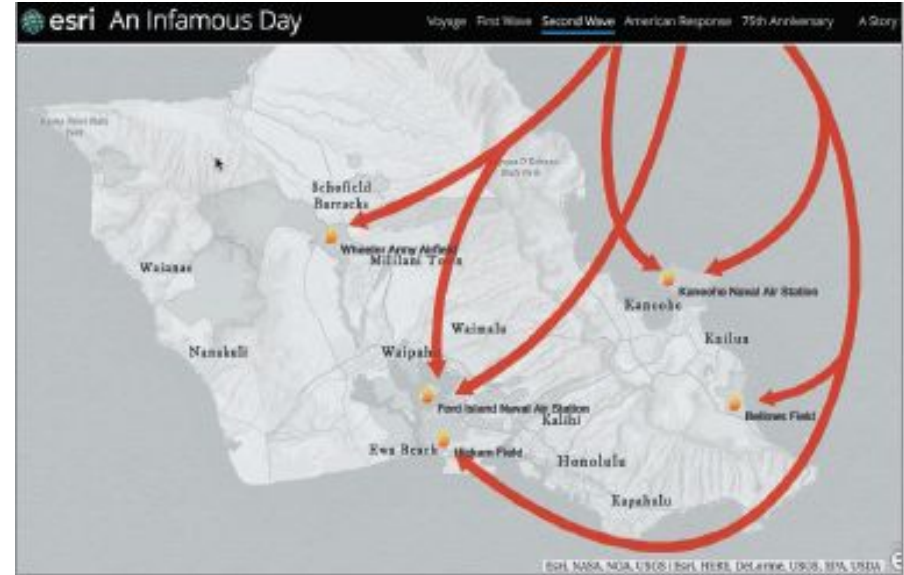 esri An Infamous Day
Voyage First Wave Second Wave American Response 75th Anniversary A Story
Schofield
Barracks
Wheeler Army Airfield
Mililani Town
Waianae
Kaneohe Naval Air Station
Kaneohe
Waimalu
Kailua
Nanakuli
Waipahu
Ford Island Naval Air Station
Bellows Field
Kalihi
Ewa Beach
Hickam Field
Honolulu
Kapahulu
Esri, NASA, NGA, USGS | Esri, HERE, DeLorme, USGS, EPA, USDA